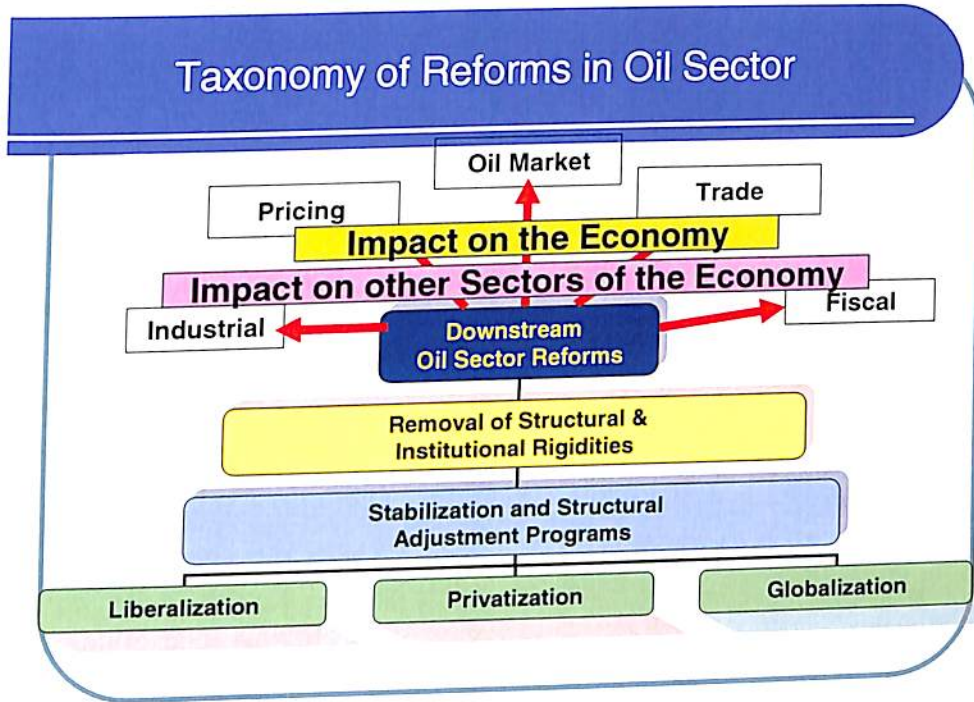 Taxonomy of Reforms in Oil Sector
Oil Market
Pricing
Trade
Impact on the Economy
Impact on other Sectors of the Economy
Industrial
Fiscal
Downstream
Oil Sector Reforms
Removal of Structural &
Institutional Rigidities
Stabilization and Structural
Adjustment Programs
Liberalization
Privatization
Globalization